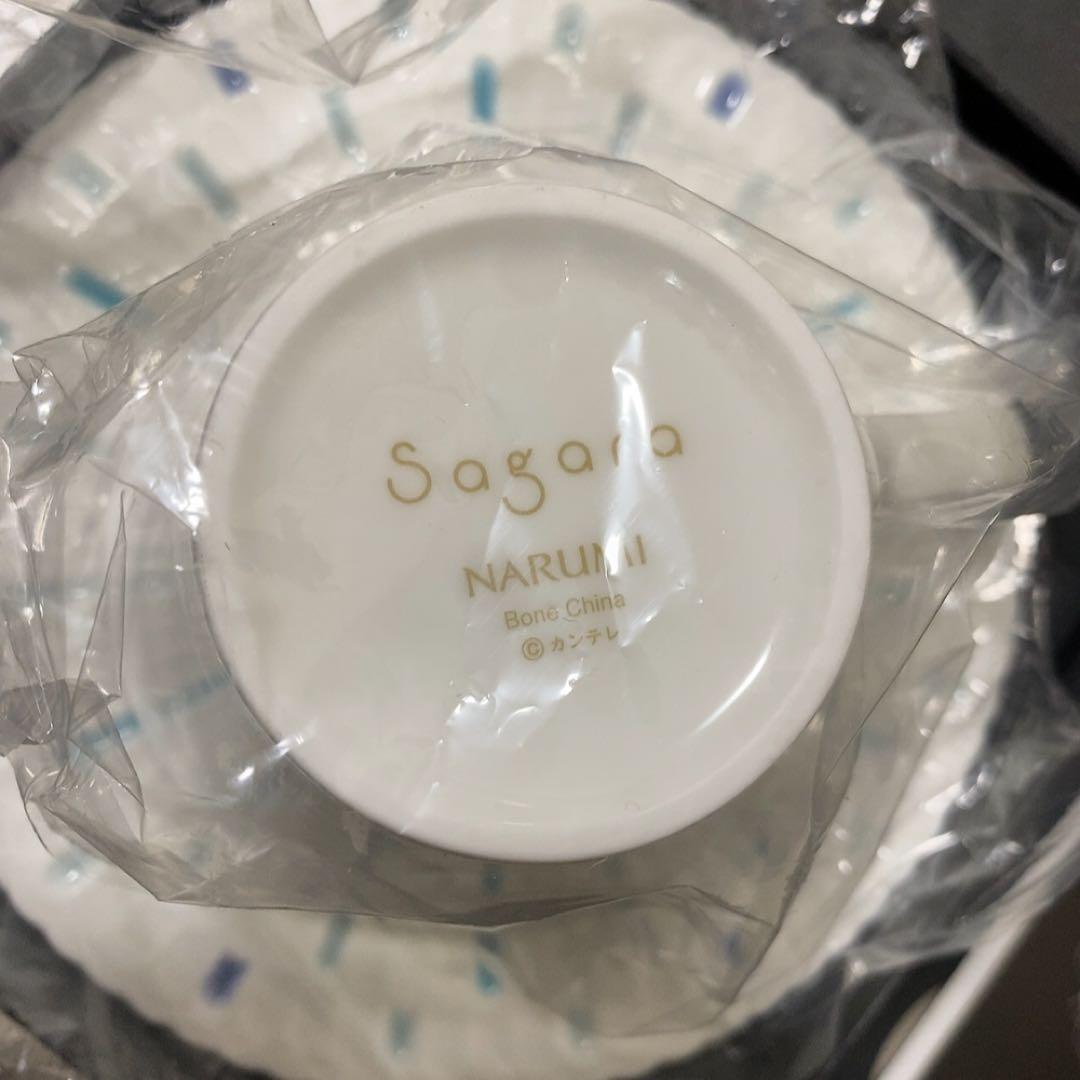 Sagara
NARUMI
Bone China
©カンテレ